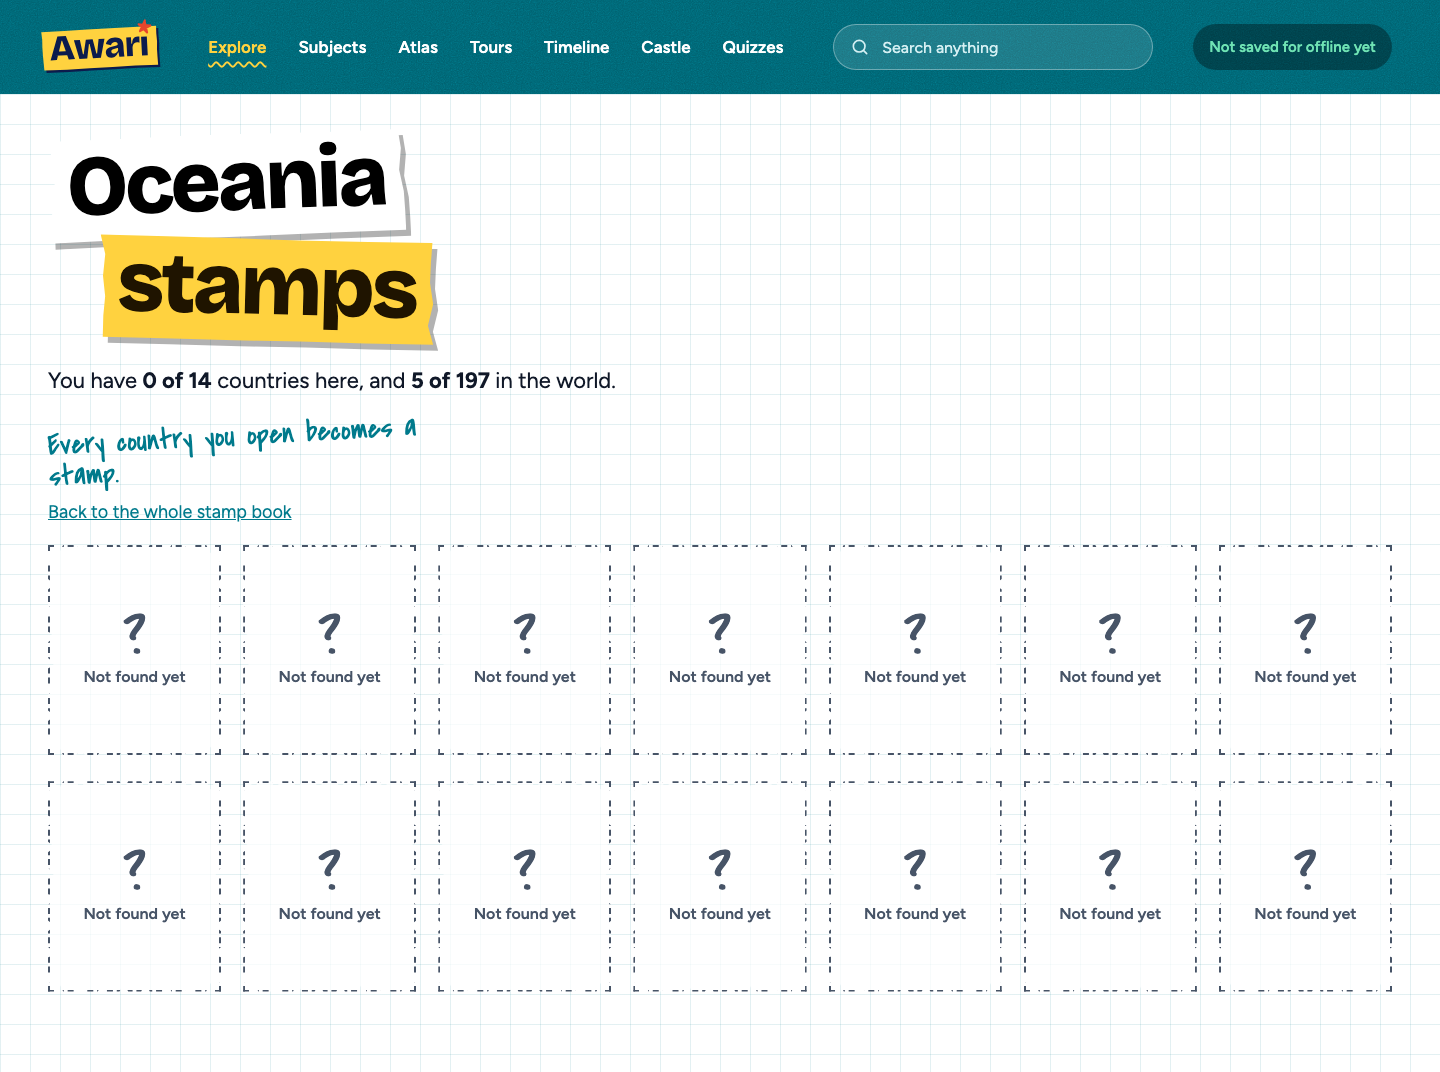 Awari
Explore
Subjects
Atlas
Tours
Timeline
Castle
Quizzes
Search anything
Not saved for offline yet
Oceania
stamps
You have 0 of 14 countries here, and 5 of 197 in the world.
Every country you open becomes a
stamp.
Back to the whole stamp book
? ? ? ? ? ? ?
Not found yet Not found yet Not found yet Not found yet Not found yet Not found yet Not found yet
? ? ? ? ? ? ?
Not found yet Not found yet Not found yet Not found yet Not found yet Not found yet Not found yet